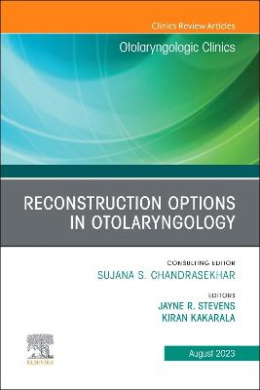 Clinics Review Articles
Otolaryngologic Clinics
RECONSTRUCTION OPTIONS
IN OTOLARYNGOLOGY
CONSULTING EDITOR
SUJANA S. CHANDRASEKHAR
EDITORS
JAYNE R. STEVENS
KIRAN KAKARALA
ELSEVIER
August 2023